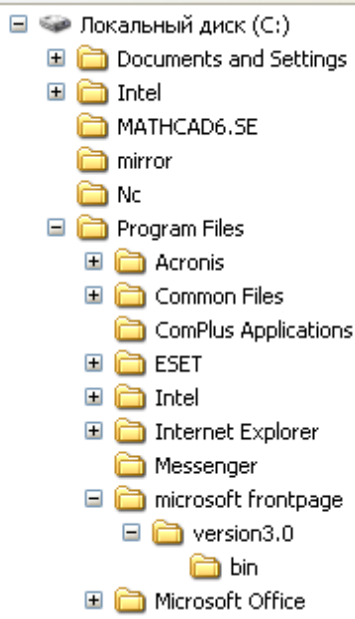 Локальный диск (C:)
Documents and Settings
Intel
MATHCAD6.SE
mirror
Nc
Program Files
Acronis
Common Files
ComPlus Applications
ESET
Intel
Internet Explorer
Messenger
microsoft frontpage
version3.0
bin
Microsoft Office